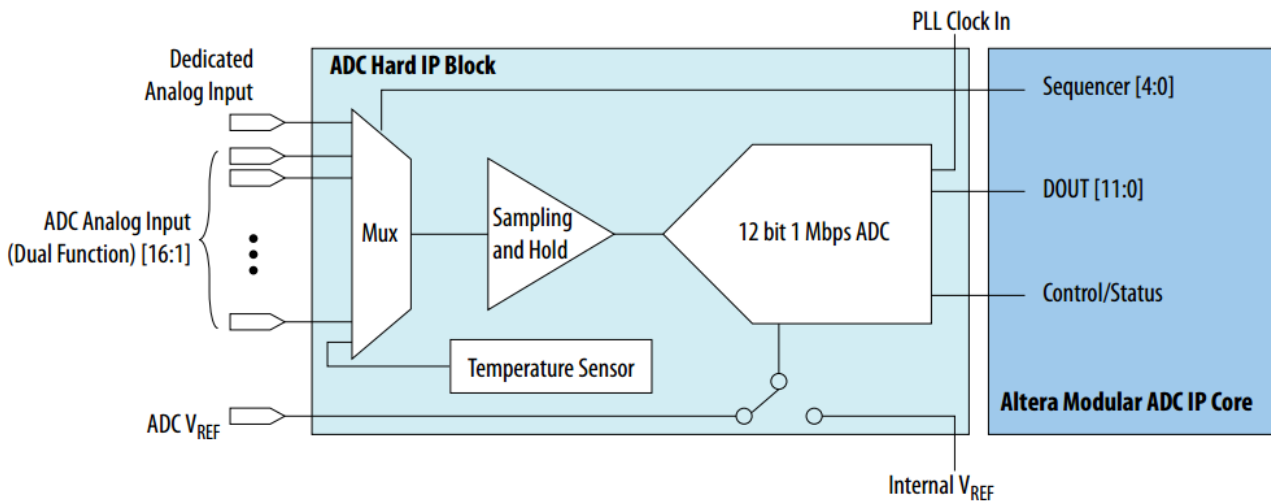 PLL Clock In
Dedicated
Analog Input
ADC Hard IP Block
Sequencer [4:0]
ADC Analog Input
(Dual Function) [16:1]
Mux
Sampling
and Hold
12 bit 1 Mbps ADC
DOUT [11:0]
Control/Status
Temperature Sensor
ADC VREF
Altera Modular ADC IP Core
Internal VREF